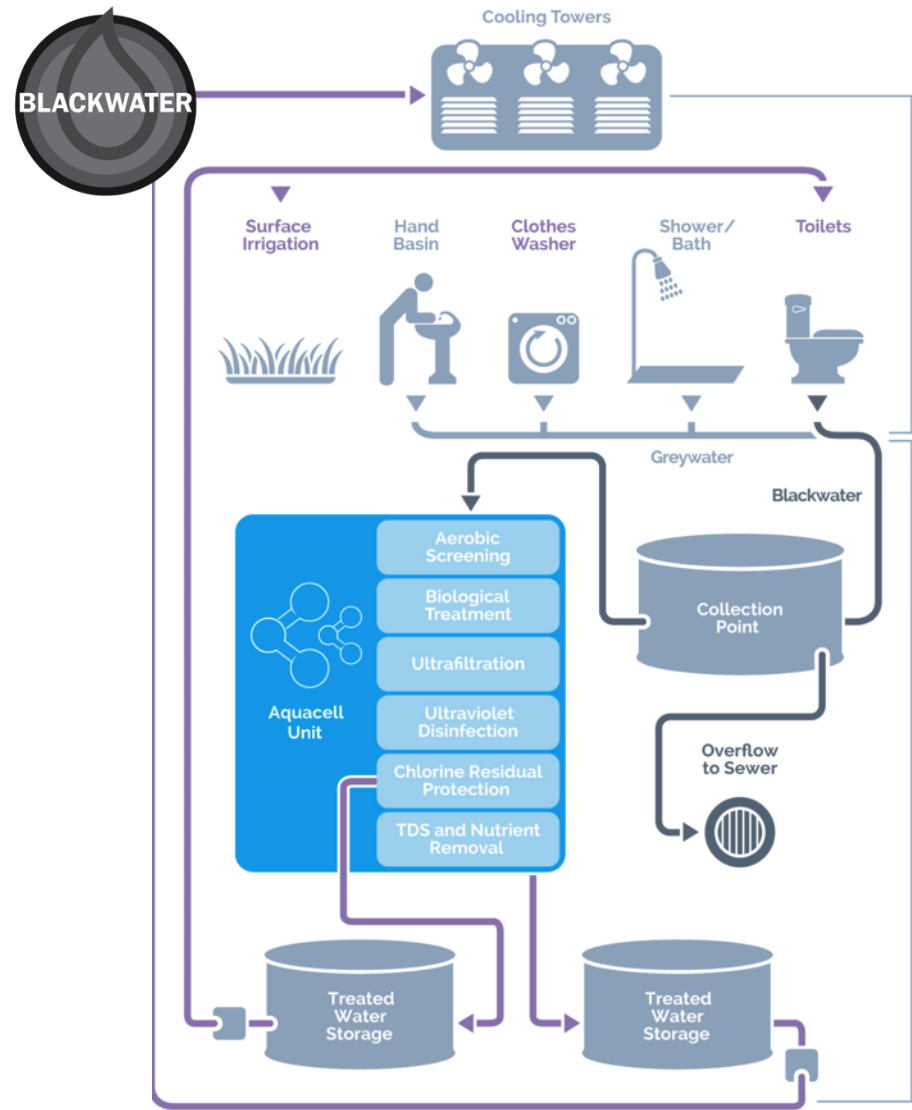 Cooling Towers
BLACKWATER
Surface
Irrigation
Hand
Basin
Clothes
Washer
Shower/
Bath
Toilets
Greywater
Blackwater
Aerobic
Screening
Biological
Treatment
Ultrafiltration
Ultraviolet
Disinfection
Chlorine Residual
Protection
TDS and Nutrient
Removal
Aquacell
Unit
Collection
Point
Overflow
to Sewer
Treated
Water
Storage
Treated
Water
Storage